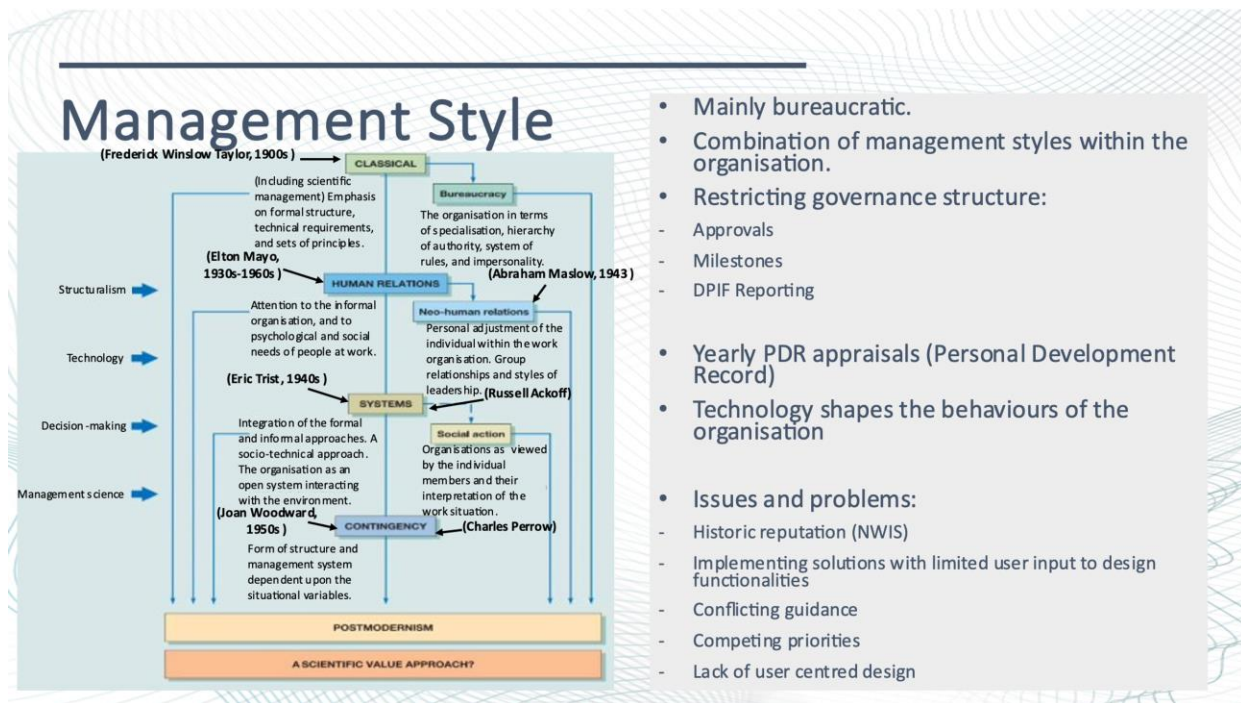 Management Style
(Frederick Winslow Taylor, 1900s )
CLASSICAL
(Including scientific
management) Emphasis
on formal structure,
technical requirements,
and sets of principles.
Bureaucracy
The organisation in terms
of specialisation, hierarchy
of authority, system of
rules, and impersonality.
(Elton Mayo,
1930s-1960s)
(Abraham Maslow, 1943 )
HUMAN RELATIONS
Structuralism
Attention to the informal
organisation, and to
psychological and social
needs of people at work.
Neo-human relations
Personal adjustment of the
individual within the work
organisation. Group
relationships and styles of
leadership.
Technology
(Eric Trist, 1940s )
(Russell Ackoff)
SYSTEMS
Decision -making
Integration of the formal
and informal approaches. A
socio-technical approach.
The organisation as an
open system interacting
with the environment.
Social action
Organisations as viewed
by the individual
members and their
interpretation of the
work situation.
Management science
(Joan Woodward,
1950s )
CONTINGENCY
(Charles Perrow)
Form of structure and
management system
dependent upon the
situational variables.
POSTMODERNISM
A SCIENTIFIC VALUE APPROACH?
• Mainly bureaucratic.
• Combination of management styles within the
organisation.
• Restricting governance structure:
- Approvals
- Milestones
- DPIF Reporting
• Yearly PDR appraisals (Personal Development
Record)
• Technology shapes the behaviours of the
organisation
• Issues and problems:
- Historic reputation (NWIS)
- Implementing solutions with limited user input to design
functionalities
- Conflicting guidance
- Competing priorities
- Lack of user centred design